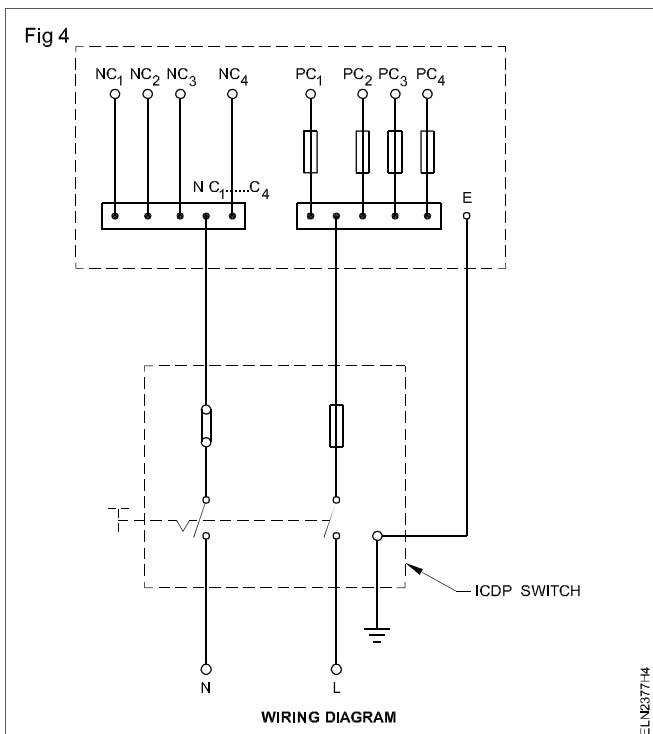 Fig 4
NC1 NC2 NC3 NC4 PC1 PC2 PC3 PC4
N C1......C4
E
ICDP SWITCH
N L
WIRING DIAGRAM
ELN2377H4